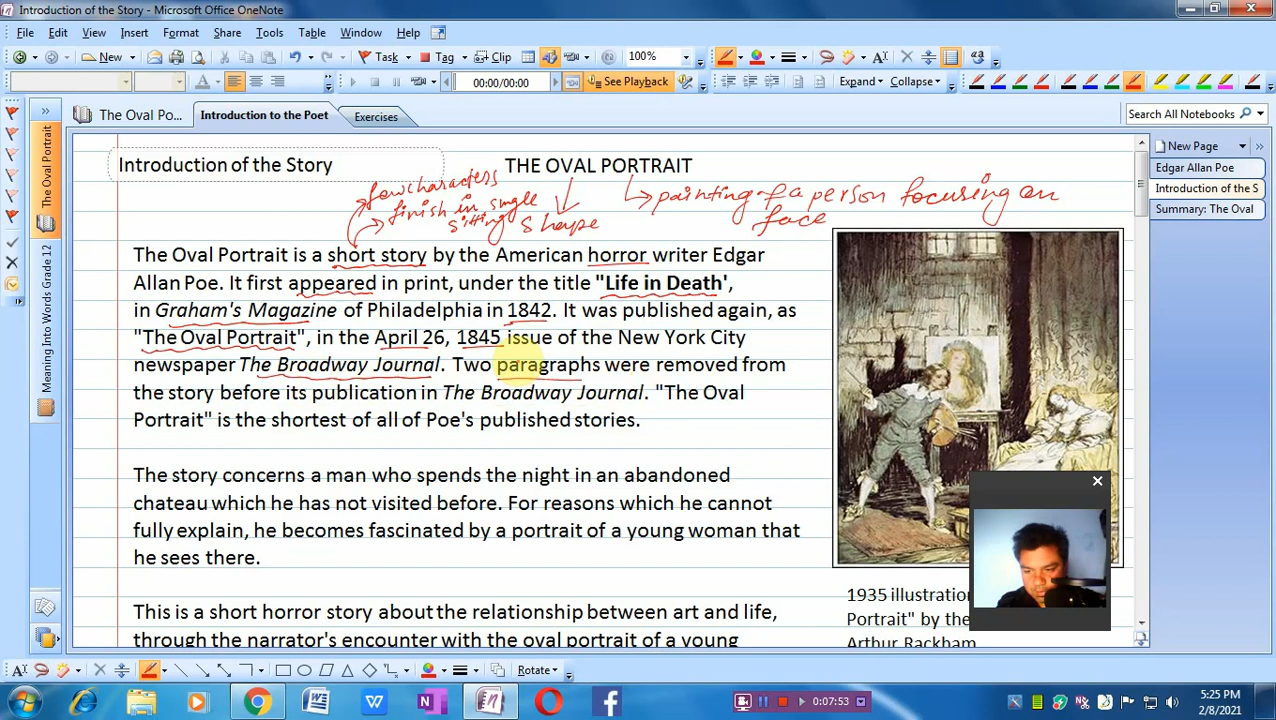 Introduction of the Story - Microsoft Office OneNote
File Edit View Insert Format Share Tools Table Window Help
New Task Tag Clip 100%
00:00/00:00 See Playback Expand Collapse
The Oval Po... Introduction to the Poet Exercises Search All Notebooks
The Oval Portrait
Meaning Into Words Grade 12
New Page
Edgar Allan Poe
Introduction of the S
Summary: The Oval
Introduction of the Story THE OVAL PORTRAIT
few characters
finish in single
sitting
Shape
painting of a person focusing on
face
The Oval Portrait is a short story by the American horror writer Edgar
Allan Poe. It first appeared in print, under the title "Life in Death',
in Graham's Magazine of Philadelphia in 1842. It was published again, as
"The Oval Portrait", in the April 26, 1845 issue of the New York City
newspaper The Broadway Journal. Two paragraphs were removed from
the story before its publication in The Broadway Journal. "The Oval
Portrait" is the shortest of all of Poe's published stories.
The story concerns a man who spends the night in an abandoned
chateau which he has not visited before. For reasons which he cannot
fully explain, he becomes fascinated by a portrait of a young woman that
he sees there.
This is a short horror story about the relationship between art and life,
through the narrator's encounter with the oval portrait of a young
1935 illustration
Portrait" by the
Arthur Rackham
Rotate
0:07:53
5:25 PM
2/8/2021